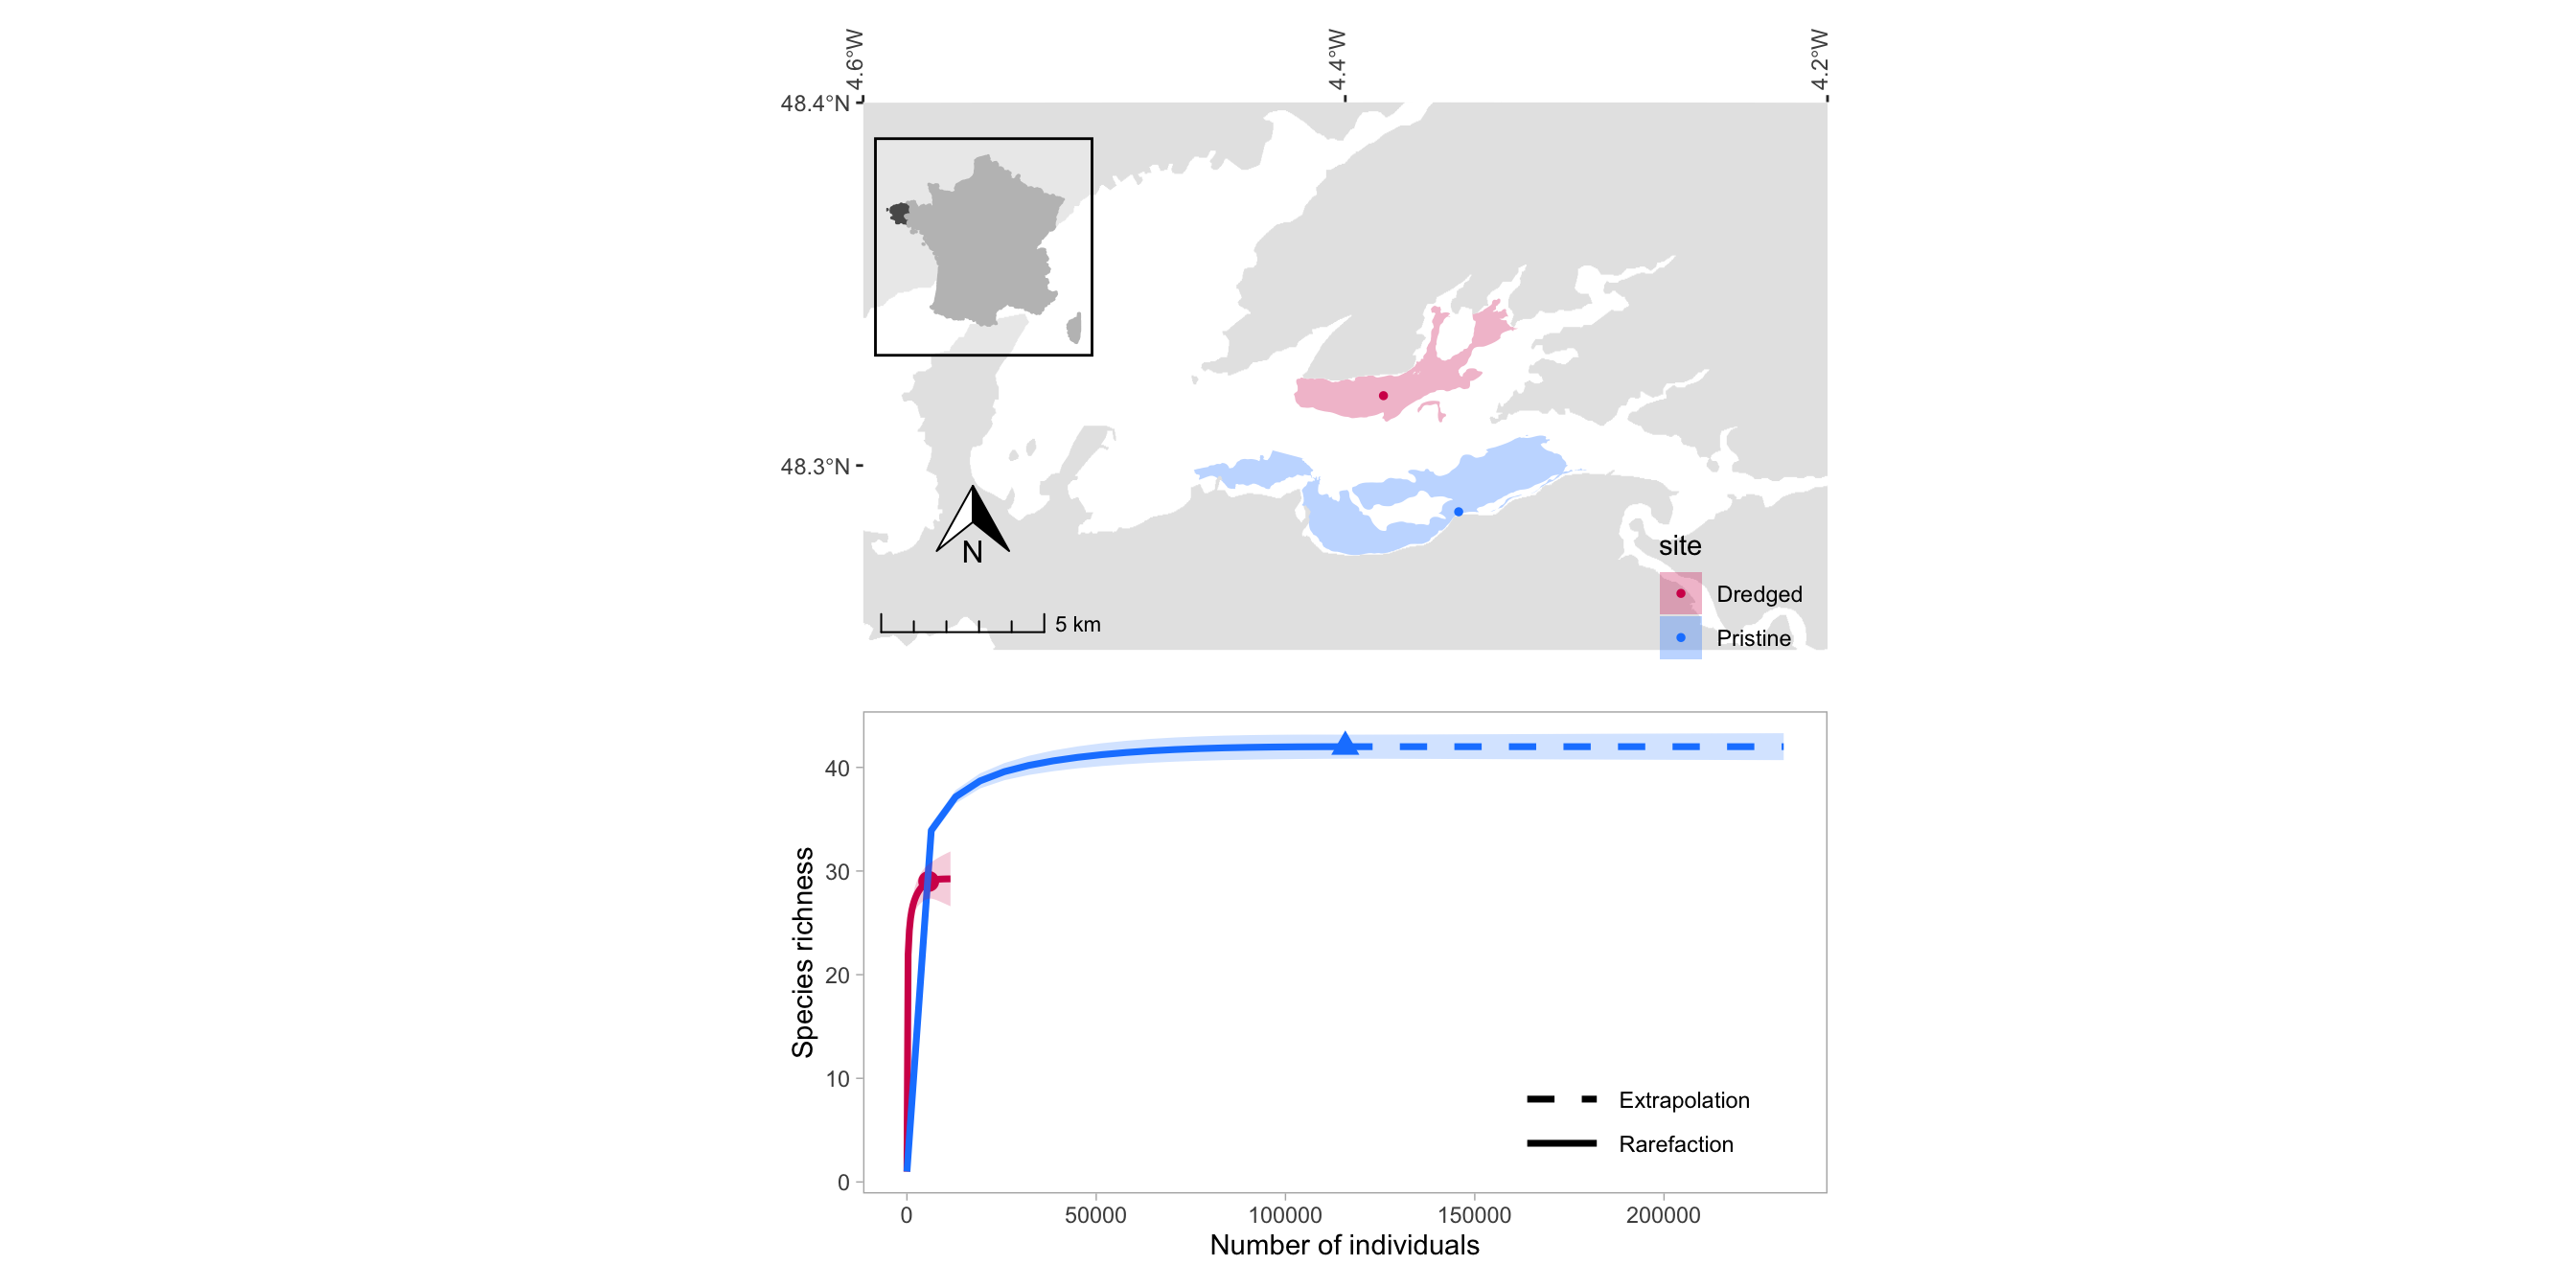 4.6°W
4.4°W
4.2°W
48.4°N
48.3°N
N
5 km
site
Dredged
Pristine
Species richness
40
30
20
10
0
Extrapolation
Rarefaction
0
50000
100000
150000
200000
Number of individuals